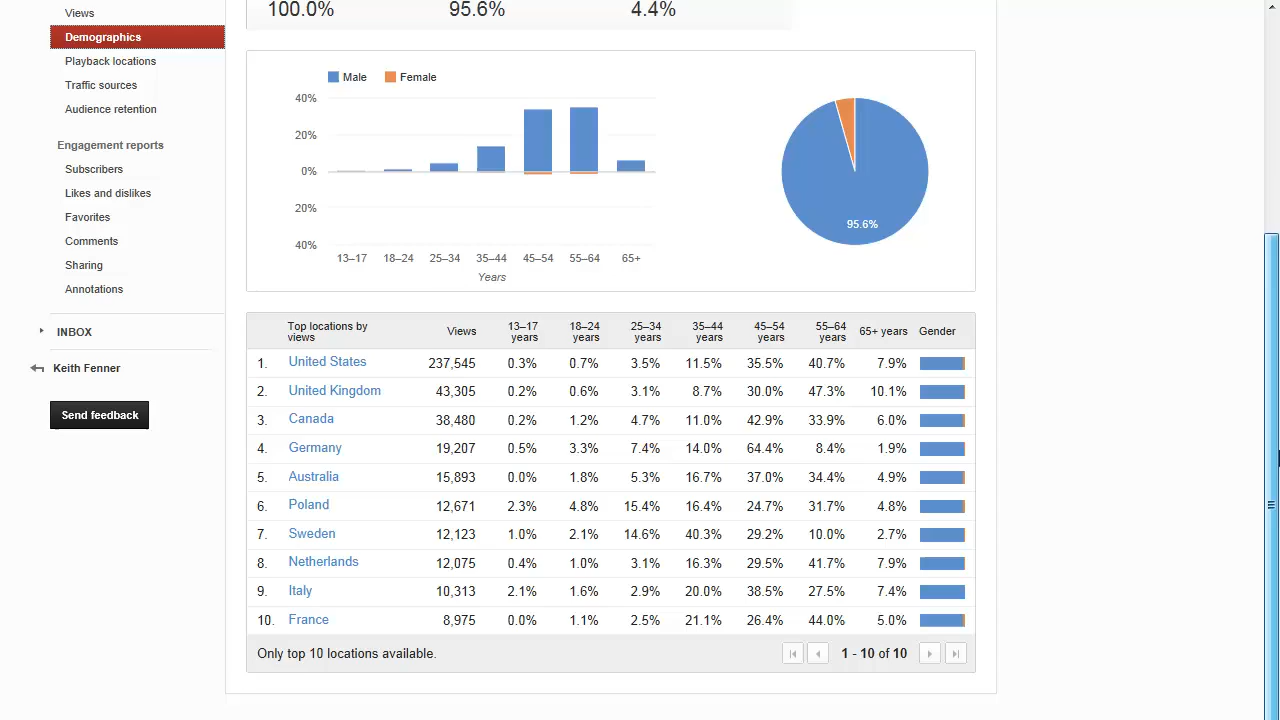 Views
100.0% 95.6% 4.4%
Demographics
Playback locations
Traffic sources
Audience retention
Engagement reports
Subscribers
Likes and dislikes
Favorites
Comments
Sharing
Annotations
INBOX
Keith Fenner
Send feedback
Male Female
40%
20%
0%
20%
40%
13–17 18–24 25–34 35–44 45–54 55–64 65+
Years
95.6%
Top locations by views Views 13–17 years 18–24 years 25–34 years 35–44 years 45–54 years 55–64 years 65+ years Gender
1. United States 237,545 0.3% 0.7% 3.5% 11.5% 35.5% 40.7% 7.9%
2. United Kingdom 43,305 0.2% 0.6% 3.1% 8.7% 30.0% 47.3% 10.1%
3. Canada 38,480 0.2% 1.2% 4.7% 11.0% 42.9% 33.9% 6.0%
4. Germany 19,207 0.5% 3.3% 7.4% 14.0% 64.4% 8.4% 1.9%
5. Australia 15,893 0.0% 1.8% 5.3% 16.7% 37.0% 34.4% 4.9%
6. Poland 12,671 2.3% 4.8% 15.4% 16.4% 24.7% 31.7% 4.8%
7. Sweden 12,123 1.0% 2.1% 14.6% 40.3% 29.2% 10.0% 2.7%
8. Netherlands 12,075 0.4% 1.0% 3.1% 16.3% 29.5% 41.7% 7.9%
9. Italy 10,313 2.1% 1.6% 2.9% 20.0% 38.5% 27.5% 7.4%
10. France 8,975 0.0% 1.1% 2.5% 21.1% 26.4% 44.0% 5.0%
Only top 10 locations available. 1 - 10 of 10